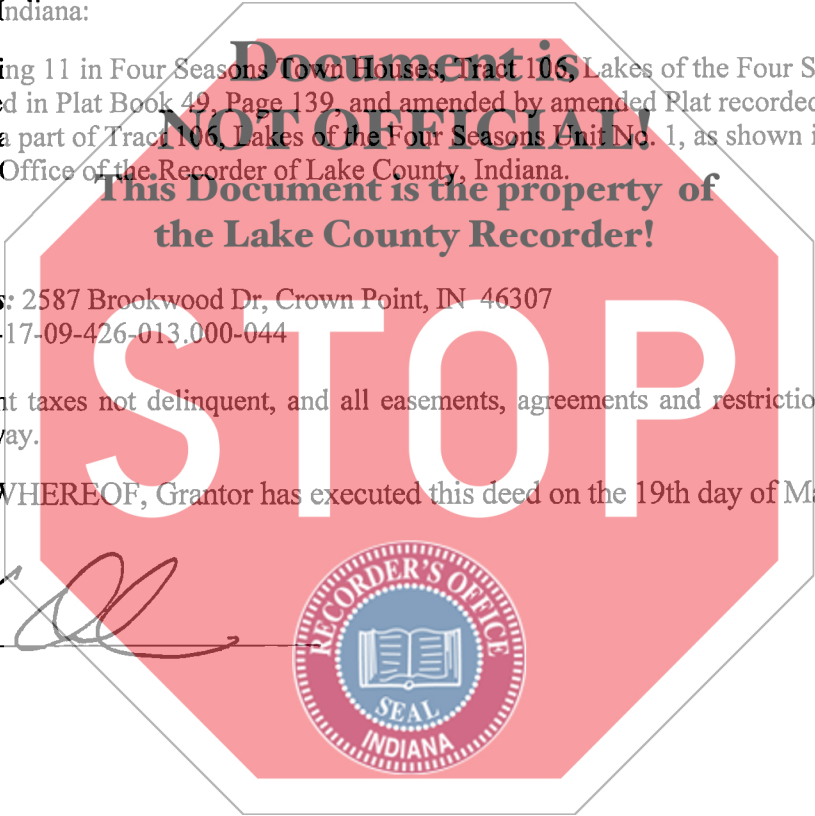 Indiana:
Document is
ing 11 in Four Seasons Town Houses, Tract 106, Lakes of the Four S
d in Plat Book 49, Page 139, and amended by amended Plat recorded
NOT OFFICIAL!
a part of Tract 106, Lakes of the Four Seasons Unit No. 1, as shown i
Office of the Recorder of Lake County, Indiana.
This Document is the property of
the Lake County Recorder!
s: 2587 Brookwood Dr, Crown Point, IN 46307
-17-09-426-013.000-044
STOP
nt taxes not delinquent, and all easements, agreements and restrictio
ay.
WHEREOF, Grantor has executed this deed on the 19th day of Ma
RECORDER'S OFFICE
SEAL
INDIANA